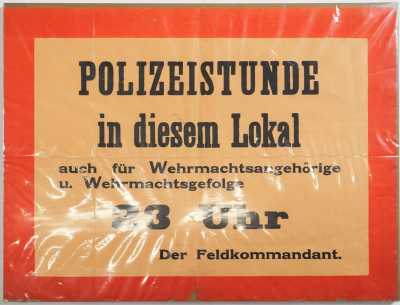 POLIZEISTUNDE
in diesem Lokal
auch für Wehrmachtsangehörige
u. Wehrmachtsgefolge
23 Uhr
Der Feldkommandant.